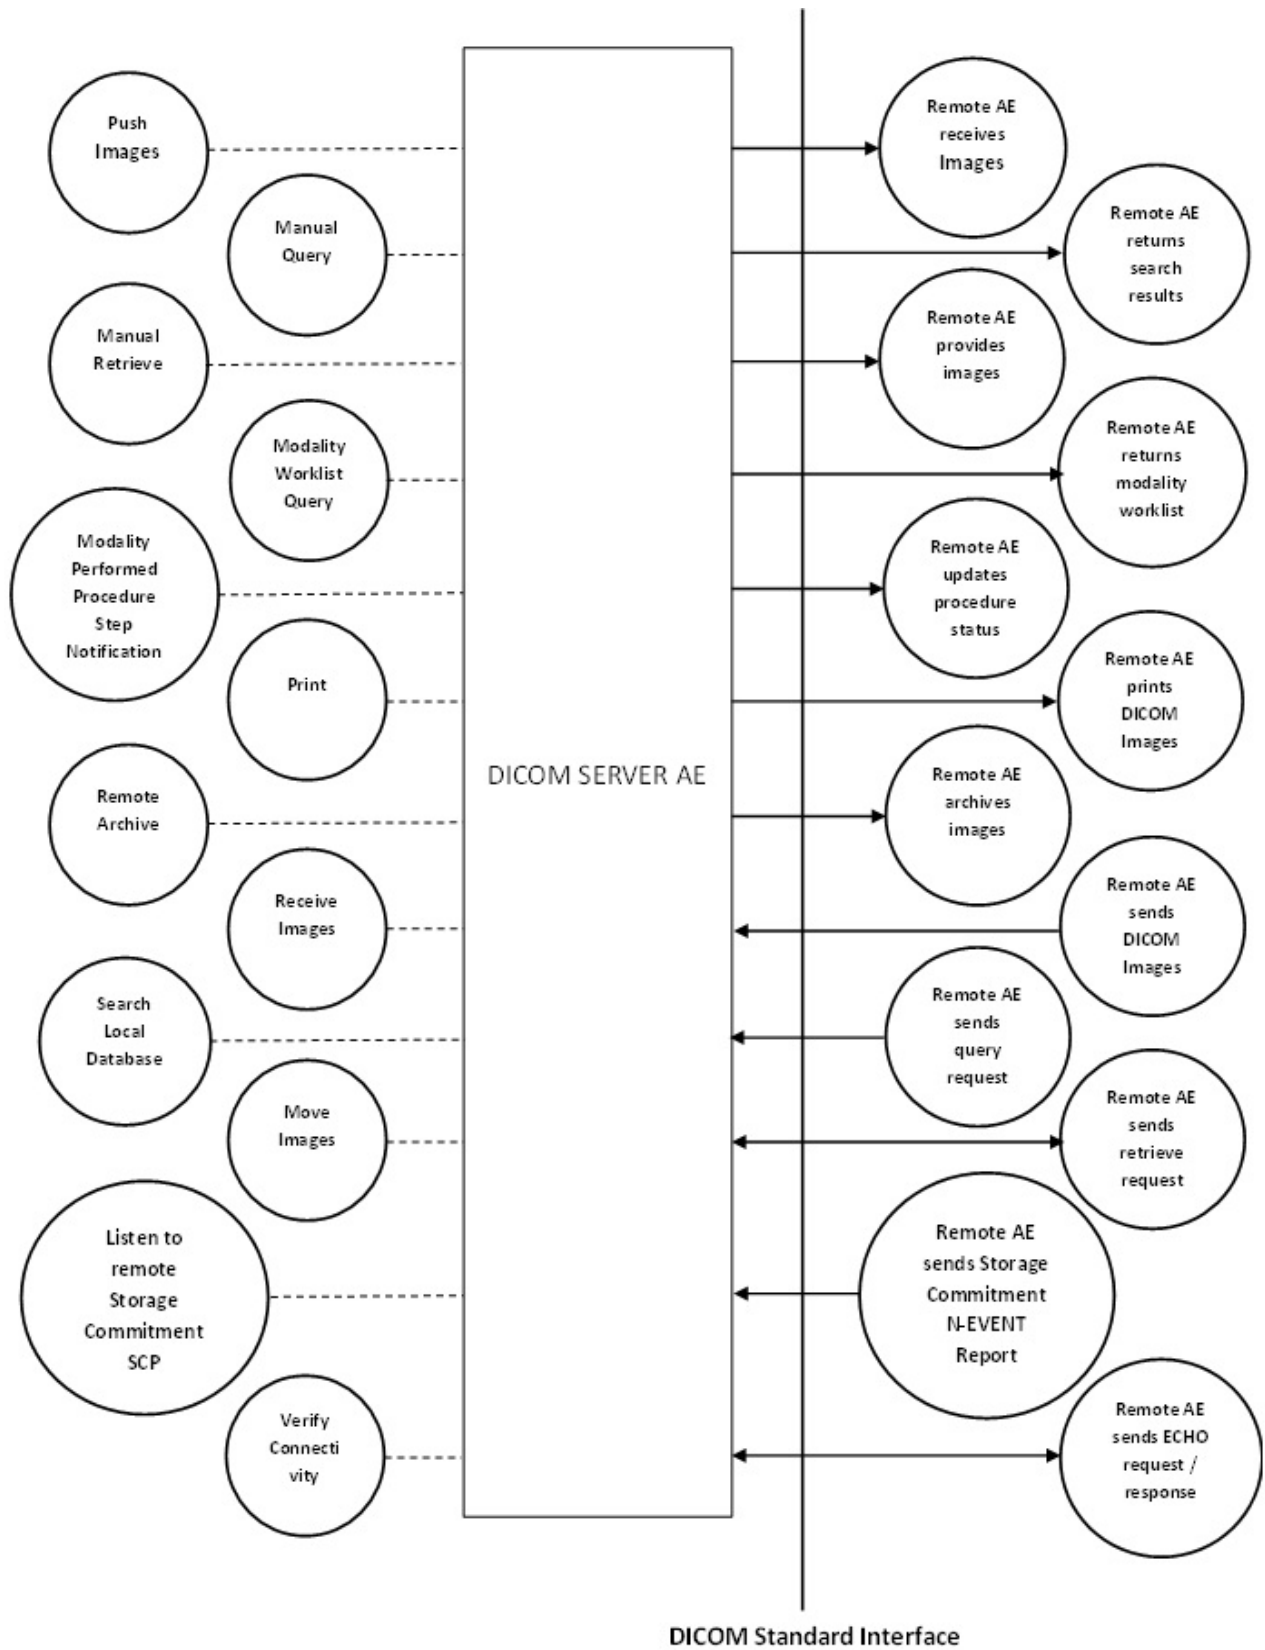 Push
Images
Manual
Query
Manual
Retrieve
Modality
Worklist
Query
Modality
Performed
Procedure
Step
Notification
Print
Remote
Archive
Receive
Images
Search
Local
Database
Move
Images
Listen to
remote
Storage
Commitment
SCP
Verify
Connecti
vity
DICOM SERVER AE
Remote AE
receives
Images
Remote AE
returns
search
results
Remote AE
provides
images
Remote AE
returns
modality
worklist
Remote AE
updates
procedure
status
Remote AE
prints
DICOM
Images
Remote AE
archives
images
Remote AE
sends
DICOM
Images
Remote AE
sends
query
request
Remote AE
sends
retrieve
request
Remote AE
sends Storage
Commitment
N-EVENT
Report
Remote AE
sends ECHO
request /
response
DICOM Standard Interface